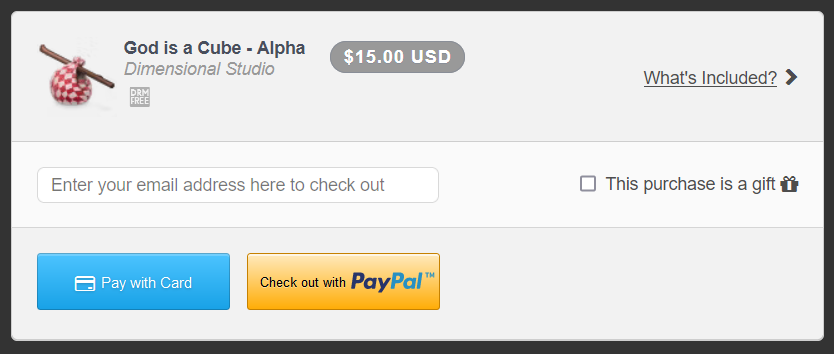 God is a Cube - Alpha
$15.00 USD
Dimensional Studio
DRM
FREE
What's Included?
Enter your email address here to check out
This purchase is a gift
Pay with Card
Check out with PayPal™